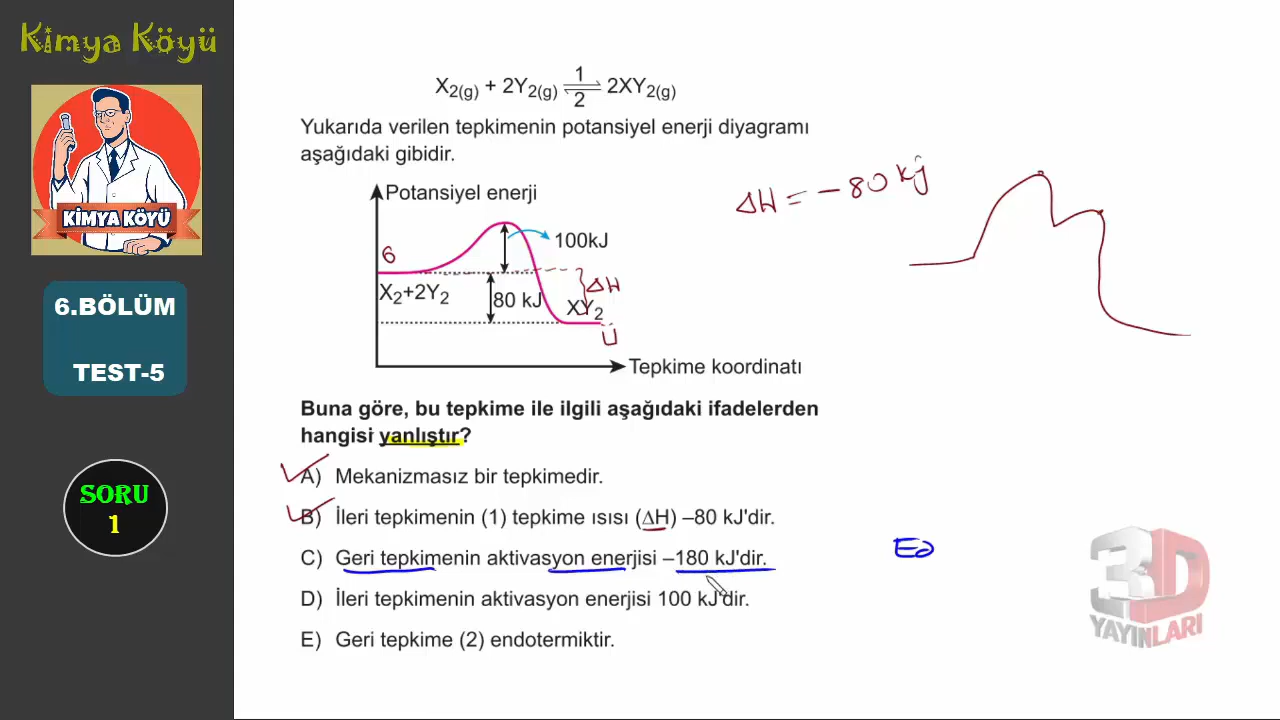 Kimya Köyü
KİMYA KÖYÜ
6.BÖLÜM
TEST-5
SORU
1
X2(g) + 2Y2(g) 1 ⇌ 2 2XY2(g)
Yukarıda verilen tepkimenin potansiyel enerji diyagramı
aşağıdaki gibidir.
Potansiyel enerji
ΔH = -80 kj
6
100kJ
X2+2Y2
80 kJ
ΔH
XY2
Ü
Tepkime koordinatı
Buna göre, bu tepkime ile ilgili aşağıdaki ifadelerden
hangisi yanlıştır?
A) Mekanizmasız bir tepkimedir.
B) İleri tepkimenin (1) tepkime ısısı (ΔH) –80 kJ'dir.
C) Geri tepkimenin aktivasyon enerjisi –180 kJ'dir.
D) İleri tepkimenin aktivasyon enerjisi 100 kJ'dir.
E) Geri tepkime (2) endotermiktir.
Ea
3D
YAYINLARI